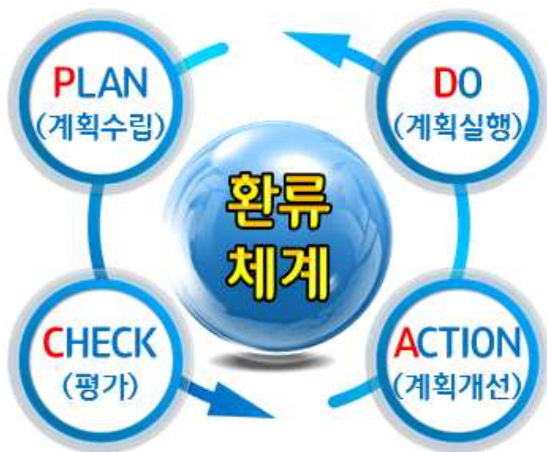 PLAN
(계획수립)
DO
(계획실행)
환류
체계
CHECK
(평가)
ACTION
(계획개선)